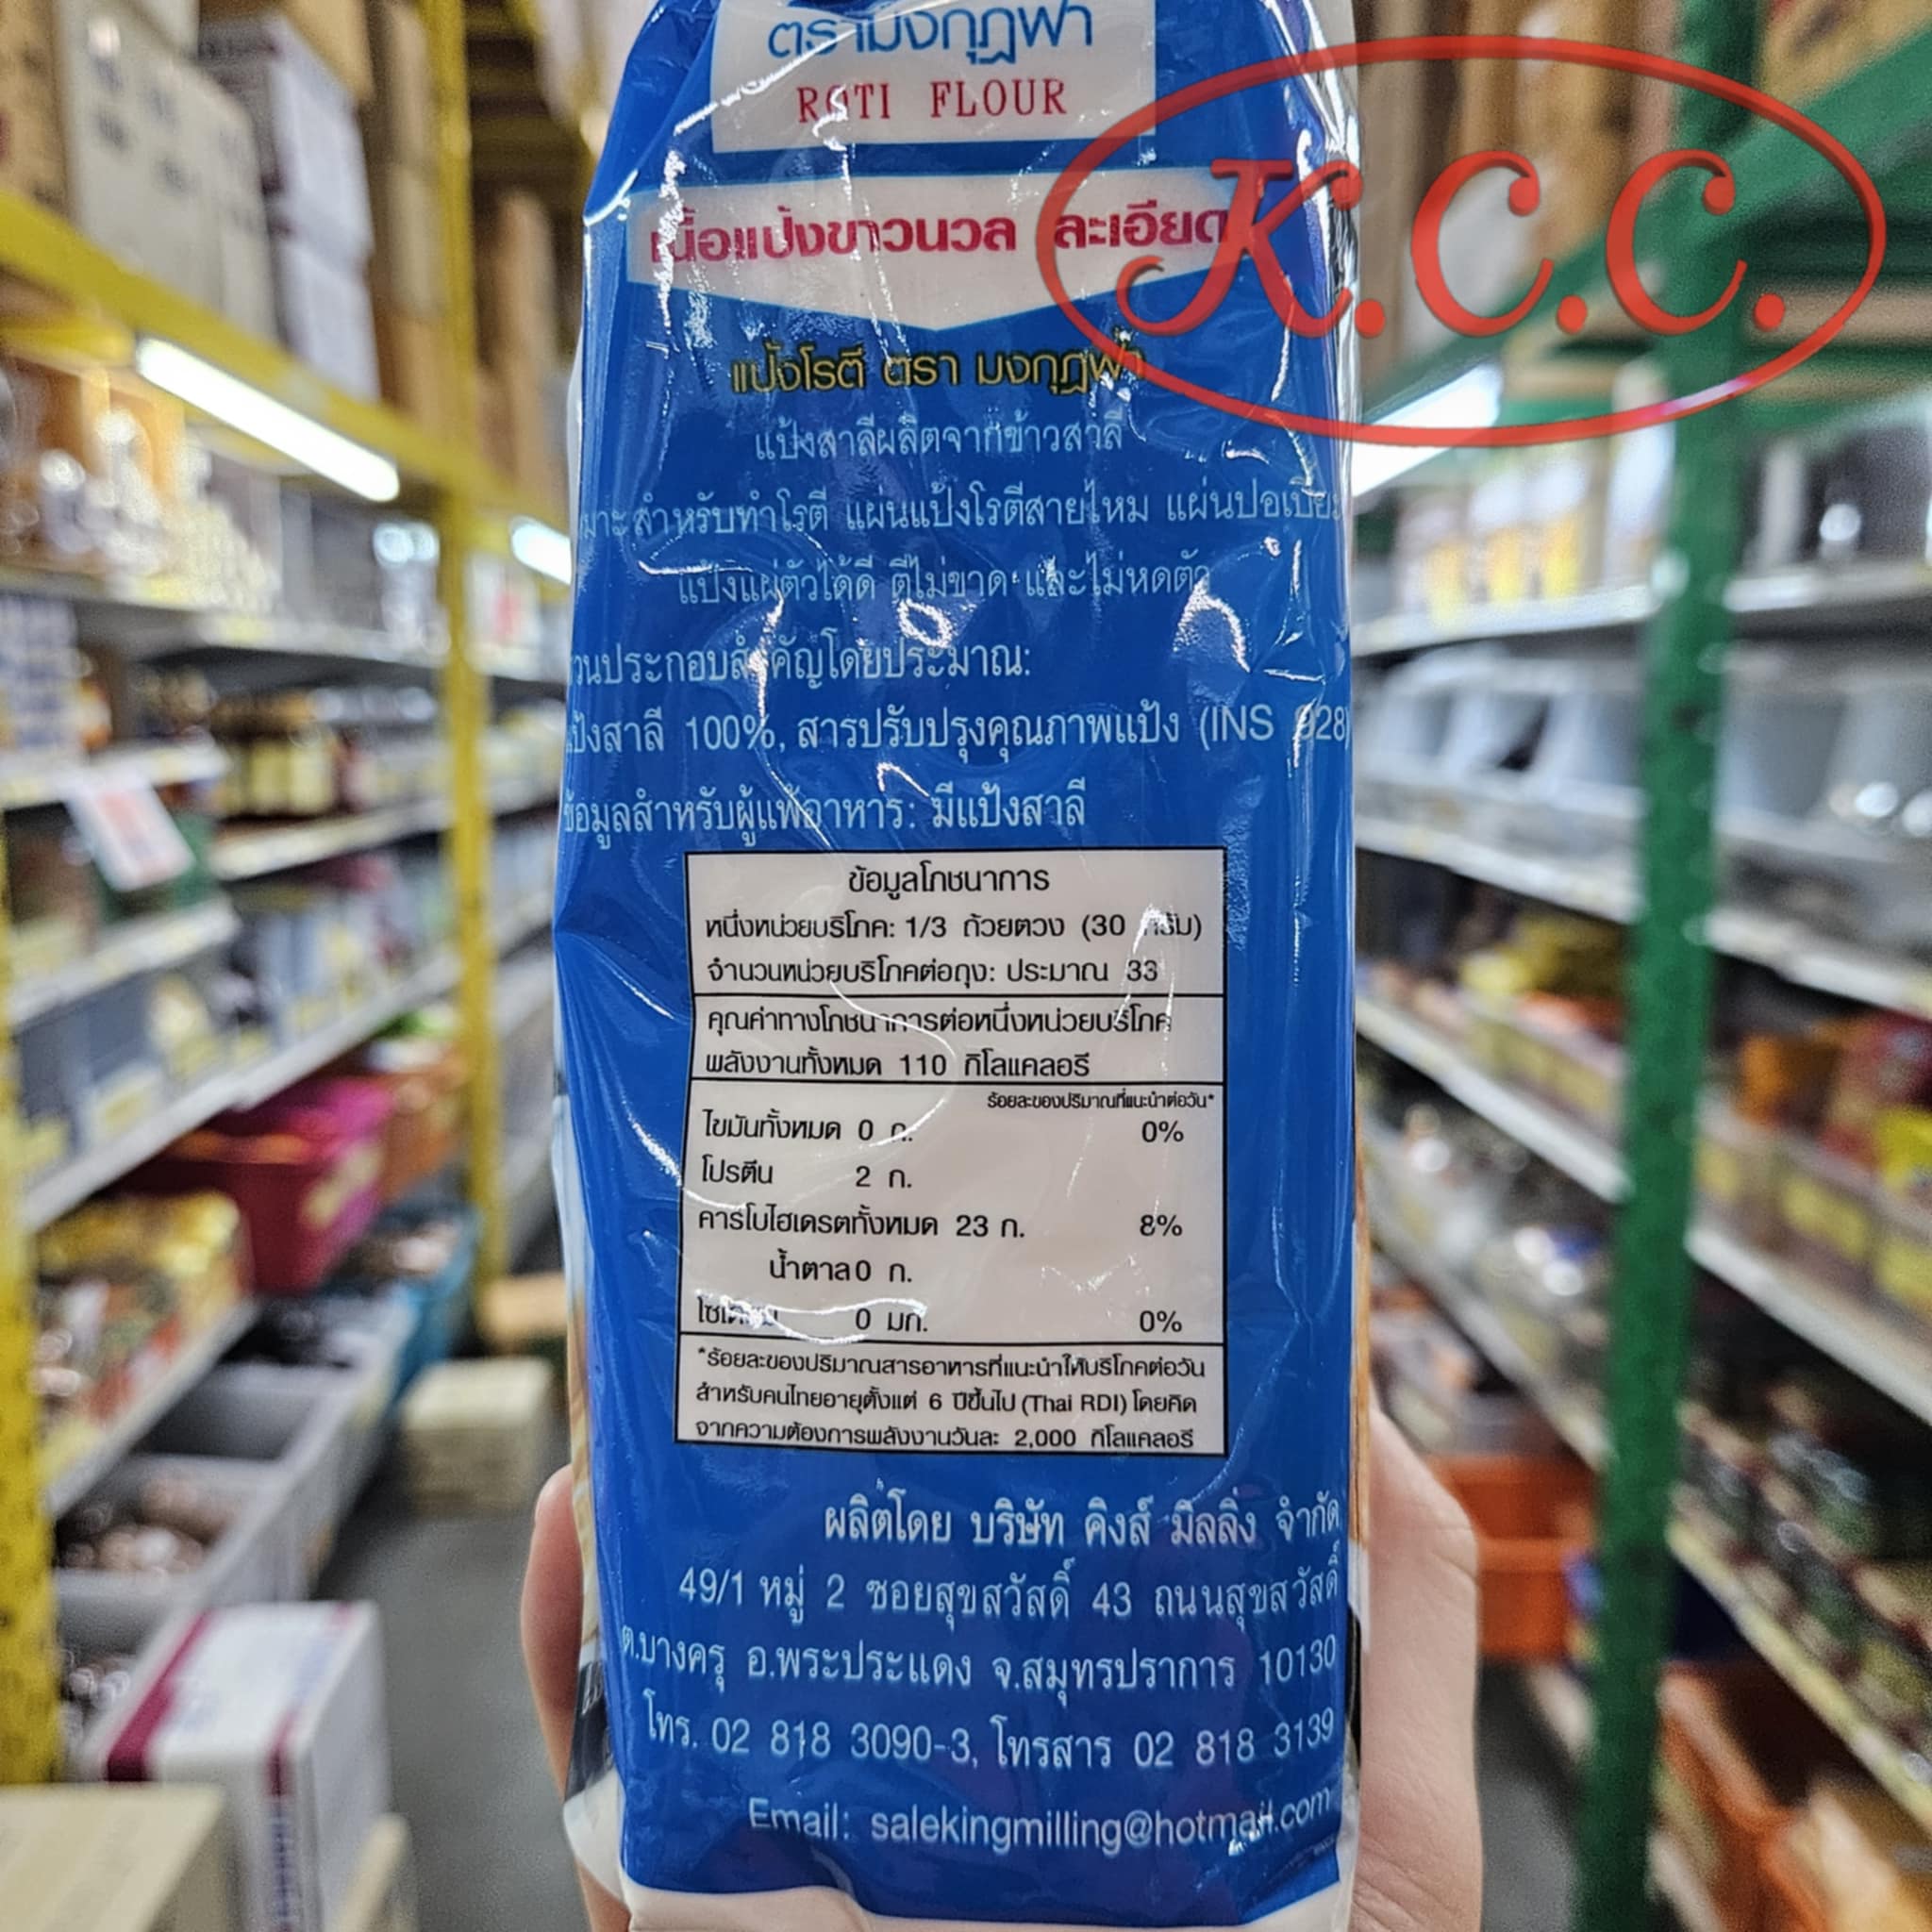 ตรามงกุฎฟ้า
ROTI FLOUR
K.C.C.
เนื้อแป้งขาวนวล ละเอียด
แป้งโรตี ตรา มงกุฎฟ้า
แป้งสาลีผลิตจากข้าวสาลี
มาะสำหรับทำโรตี แผ่นแป้งโรตีสายไหม แผ่นปอเปี๊ยะ
แป้งแผ่ตัวได้ดี ตีไม่ขาด และไม่หดตัว
วนประกอบสำคัญโดยประมาณ:
แป้งสาลี 100%, สารปรับปรุงคุณภาพแป้ง (INS 928)
ข้อมูลสำหรับผู้แพ้อาหาร: มีแป้งสาลี
ข้อมูลโภชนาการ
หนึ่งหน่วยบริโภค: 1/3 ถ้วยตวง (30 กรัม)
จำนวนหน่วยบริโภคต่อถุง: ประมาณ 33
คุณค่าทางโภชนาการต่อหนึ่งหน่วยบริโภค
พลังงานทั้งหมด 110 กิโลแคลอรี
ร้อยละของปริมาณที่แนะนำต่อวัน*
ไขมันทั้งหมด 0 ก. 0%
โปรตีน 2 ก.
คาร์โบไฮเดรตทั้งหมด 23 ก. 8%
น้ำตาล 0 ก.
โซเดียม 0 มก. 0%
*ร้อยละของปริมาณสารอาหารที่แนะนำให้บริโภคต่อวัน
สำหรับคนไทยอายุตั้งแต่ 6 ปีขึ้นไป (Thai RDI) โดยคิด
จากความต้องการพลังงานวันละ 2,000 กิโลแคลอรี
ผลิตโดย บริษัท คิงส์ มิลลิ่ง จำกัด
49/1 หมู่ 2 ซอยสุขสวัสดิ์ 43 ถนนสุขสวัสดิ์
ต.บางครุ อ.พระประแดง จ.สมุทรปราการ 10130
โทร. 02 818 3090-3, โทรสาร 02 818 3139
Email: salekingmilling@hotmail.com